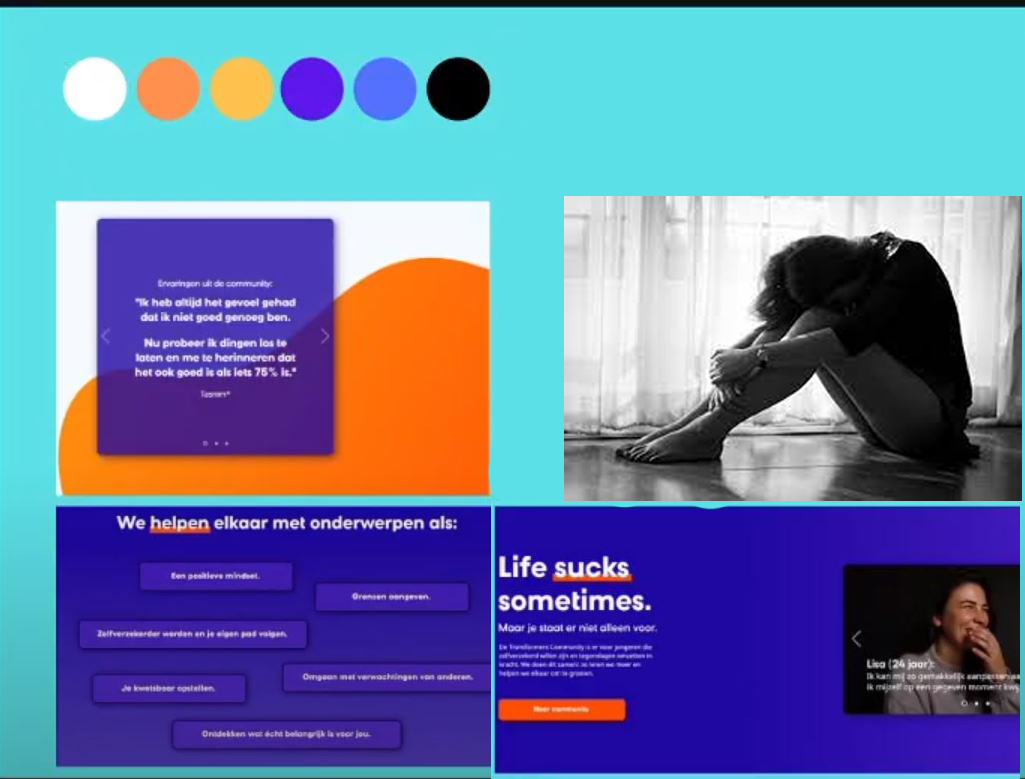 Ervaringen uit de community:
"Ik heb altijd het gevoel gehad
dat ik niet goed genoeg ben.
Nu probeer ik dingen los te
laten en me te herinneren dat
het ook goed is als iets 75% is."
We helpen elkaar met onderwerpen als:
Een positieve mindset.
Grenzen aangeven.
Zelfverzekerder worden en je eigen pad volgen.
Omgaan met verwachtingen van anderen.
Je kwetsbaar opstellen.
Ontdekken wat écht belangrijk is voor jou.
Life sucks
sometimes.
Maar je staat er niet alleen voor.
De Transformers Community is er voor jongeren die
zelfverzekerd willen zijn en tegenslagen omzetten in
kracht. We doen dit samen: zo leren we meer en
helpen we elkaar om te groeien.
Naar community
Lisa (24 jaar):
Ik kan mij zo gemakkelijk
ik mijzelf op een gegeven moment